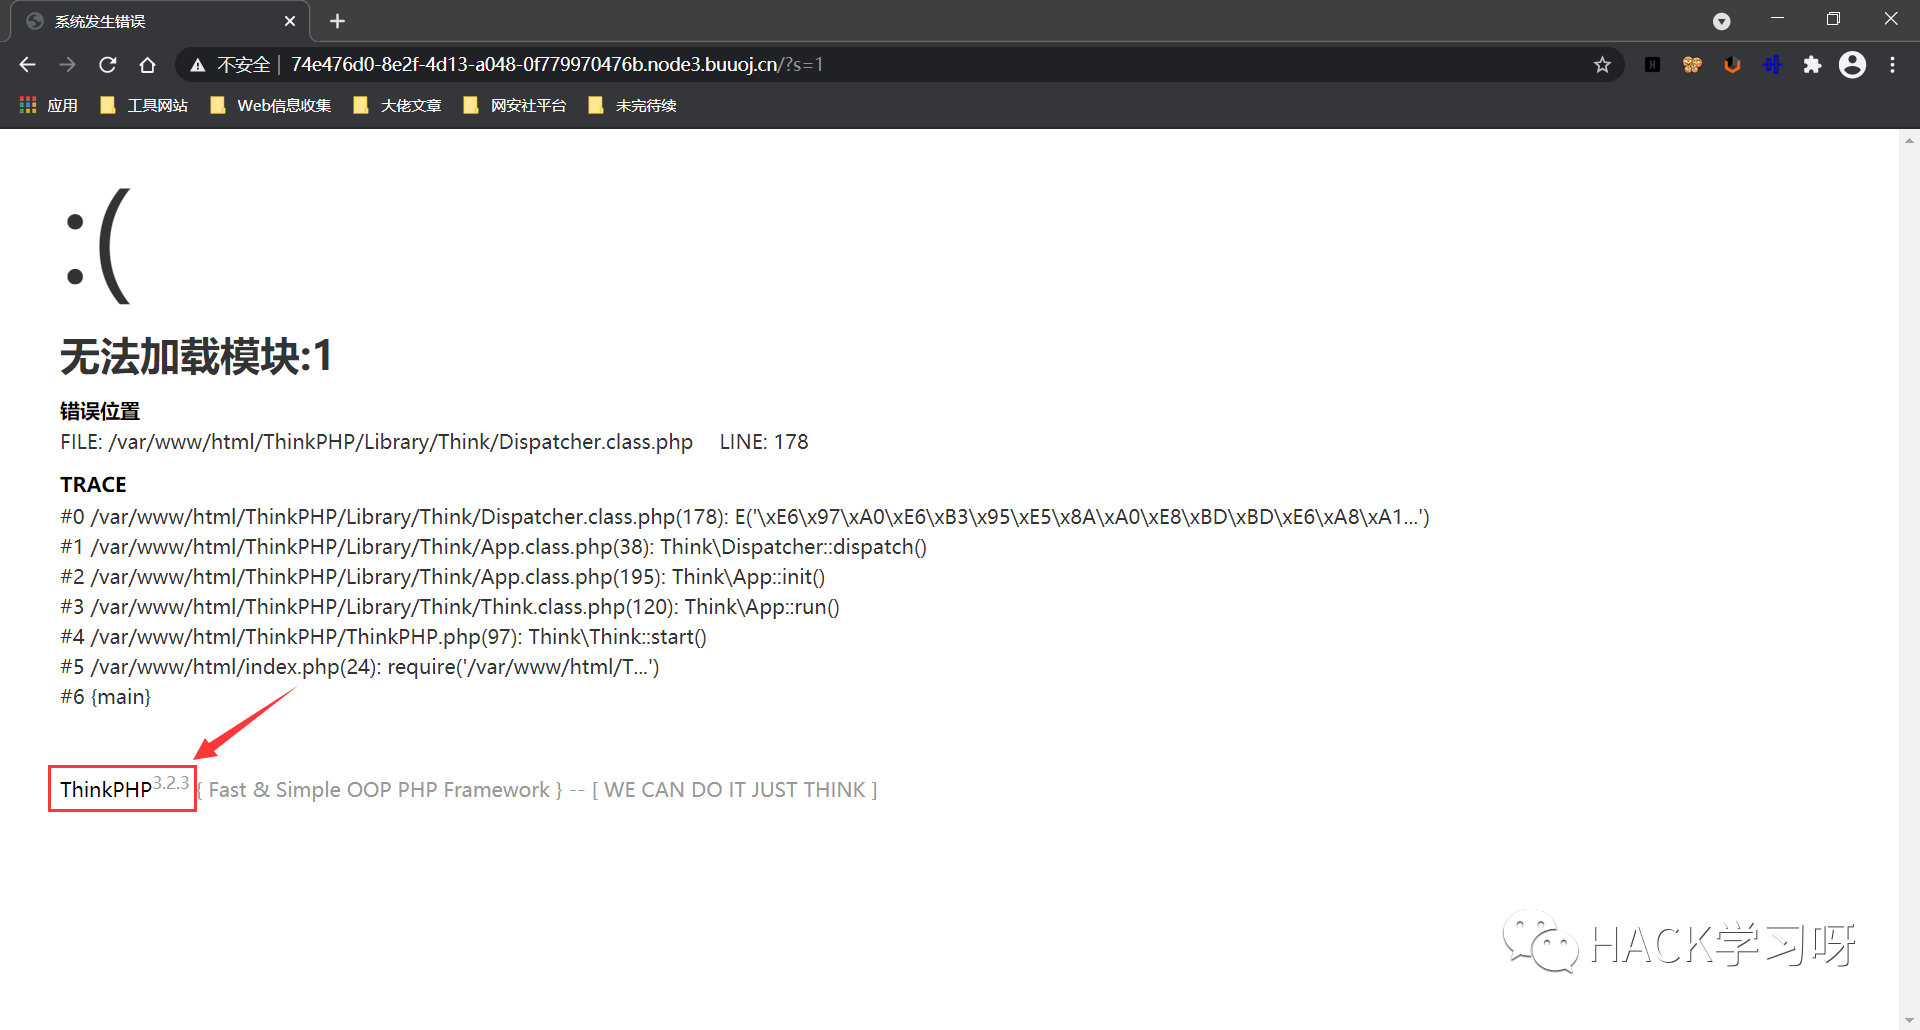 系统发生错误
不安全 | 74e476d0-8e2f-4d13-a048-0f779970476b.node3.buuoj.cn/?s=1
应用 工具网站 Web信息收集 大佬文章 网安社平台 未完待续
:(
无法加载模块:1
错误位置
FILE: /var/www/html/ThinkPHP/Library/Think/Dispatcher.class.php LINE: 178
TRACE
#0 /var/www/html/ThinkPHP/Library/Think/Dispatcher.class.php(178): E('\xE6\x97\xA0\xE6\xB3\x95\xE5\x8A\xA0\xE8\xBD\xBD\xE6\xA8\xA1...')
#1 /var/www/html/ThinkPHP/Library/Think/App.class.php(38): Think\Dispatcher::dispatch()
#2 /var/www/html/ThinkPHP/Library/Think/App.class.php(195): Think\App::init()
#3 /var/www/html/ThinkPHP/Library/Think/Think.class.php(120): Think\App::run()
#4 /var/www/html/ThinkPHP/ThinkPHP.php(97): Think\Think::start()
#5 /var/www/html/index.php(24): require('/var/www/html/T...')
#6 {main}
ThinkPHP3.2.3 { Fast & Simple OOP PHP Framework } -- [ WE CAN DO IT JUST THINK ]
HACK学习呀